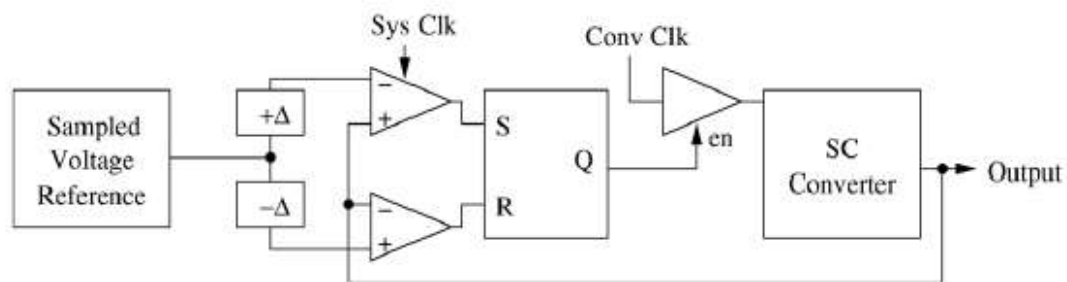 Sys Clk
Conv Clk
+Δ
−
+
Sampled
Voltage
Reference
S
Q
en
SC
Converter
Output
−Δ
−
+
R